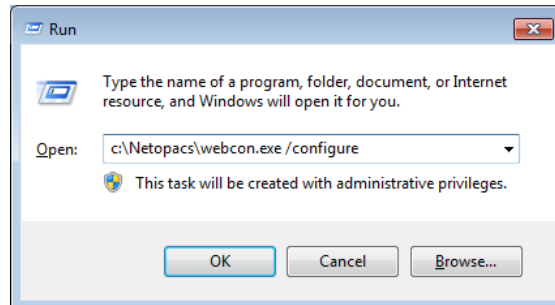 Run
Type the name of a program, folder, document, or Internet
resource, and Windows will open it for you.
Open: c:\Netopacs\webcon.exe /configure
This task will be created with administrative privileges.
OK Cancel Browse...